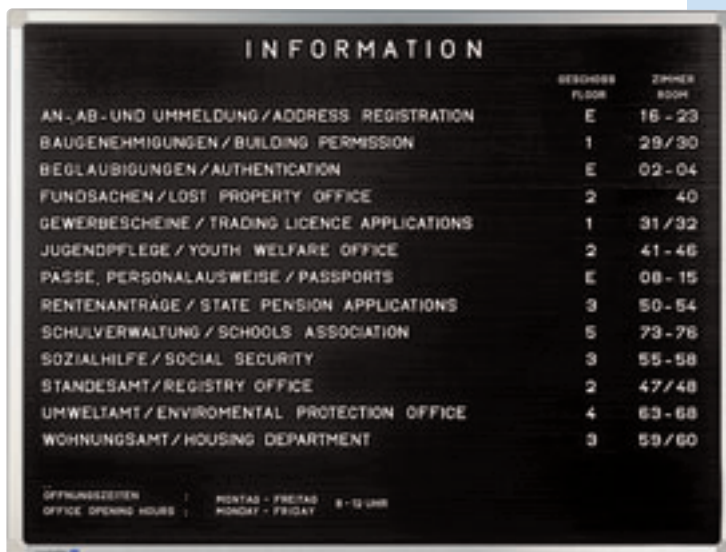 INFORMATION
GESCHOSS ZIMMER
FLOOR ROOM
AN-, AB-UND UMMELDUNG/ADDRESS REGISTRATION E 16-23
BAUGENEHMIGUNGEN/BUILDING PERMISSION 1 29/30
BEGLAUBIGUNGEN/AUTHENTICATION E 02-04
FUNDSACHEN/LOST PROPERTY OFFICE 2 40
GEWERBESCHEINE/TRADING LICENCE APPLICATIONS 1 31/32
JUGENDPFLEGE/YOUTH WELFARE OFFICE 2 41-46
PASSE, PERSONALAUSWEISE/PASSPORTS E 08-15
RENTENANTRÄGE/STATE PENSION APPLICATIONS 3 50-54
SCHULVERWALTUNG/SCHOOLS ASSOCIATION 5 73-76
SOZIALHILFE/SOCIAL SECURITY 3 55-58
STANDESAMT/REGISTRY OFFICE 2 47/48
UMWELTAMT/ENVIROMENTAL PROTECTION OFFICE 4 63-68
WOHNUNGSAMT/HOUSING DEPARTMENT 3 59/60
ÖFFNUNGSZEITEN : MONTAG - FREITAG 8-12 UHR
OFFICE OPENING HOURS : MONDAY - FRIDAY